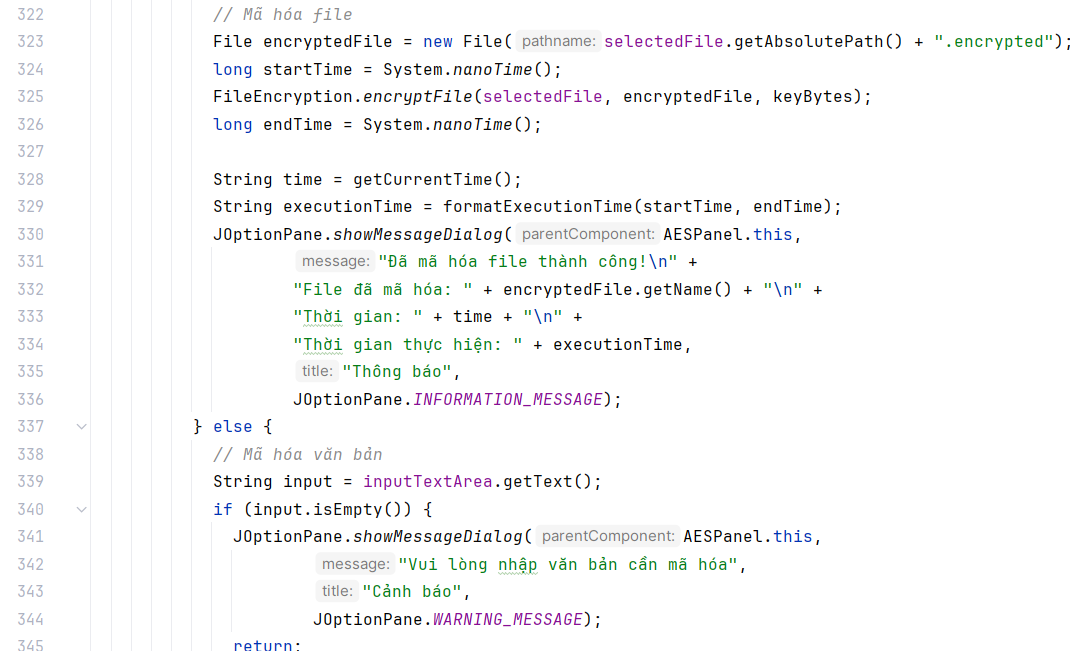 322 // Mã hóa file
323 File encryptedFile = new File( pathname: selectedFile.getAbsolutePath() + ".encrypted");
324 long startTime = System.nanoTime();
325 FileEncryption.encryptFile(selectedFile, encryptedFile, keyBytes);
326 long endTime = System.nanoTime();
327
328 String time = getCurrentTime();
329 String executionTime = formatExecutionTime(startTime, endTime);
330 JOptionPane.showMessageDialog( parentComponent: AESPanel.this,
331 message: "Đã mã hóa file thành công!\n" +
332 "File đã mã hóa: " + encryptedFile.getName() + "\n" +
333 "Thời gian: " + time + "\n" +
334 "Thời gian thực hiện: " + executionTime,
335 title: "Thông báo",
336 JOptionPane.INFORMATION_MESSAGE);
337 } else {
338 // Mã hóa văn bản
339 String input = inputTextArea.getText();
340 if (input.isEmpty()) {
341 JOptionPane.showMessageDialog( parentComponent: AESPanel.this,
342 message: "Vui lòng nhập văn bản cần mã hóa",
343 title: "Cảnh báo",
344 JOptionPane.WARNING_MESSAGE);
345 return;